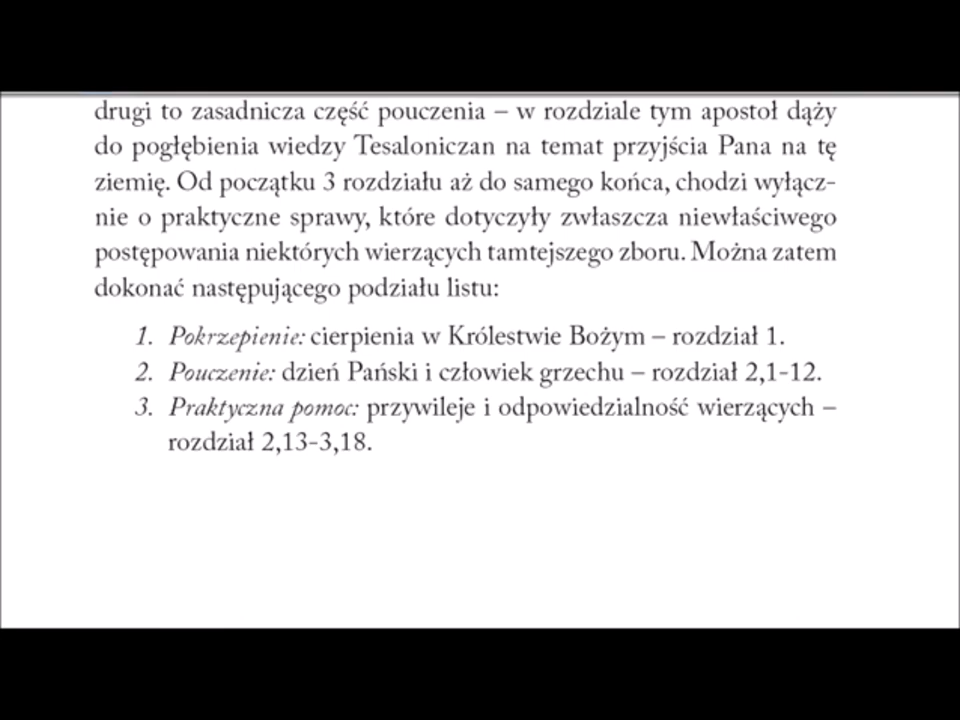 drugi to zasadnicza część pouczenia – w rozdziale tym apostoł dąży
do pogłębienia wiedzy Tesaloniczan na temat przyjścia Pana na tę
ziemię. Od początku 3 rozdziału aż do samego końca, chodzi wyłącz-
nie o praktyczne sprawy, które dotyczyły zwłaszcza niewłaściwego
postępowania niektórych wierzących tamtejszego zboru. Można zatem
dokonać następującego podziału listu:
1. Pokrzepienie: cierpienia w Królestwie Bożym – rozdział 1.
2. Pouczenie: dzień Pański i człowiek grzechu – rozdział 2,1-12.
3. Praktyczna pomoc: przywileje i odpowiedzialność wierzących –
rozdział 2,13-3,18.